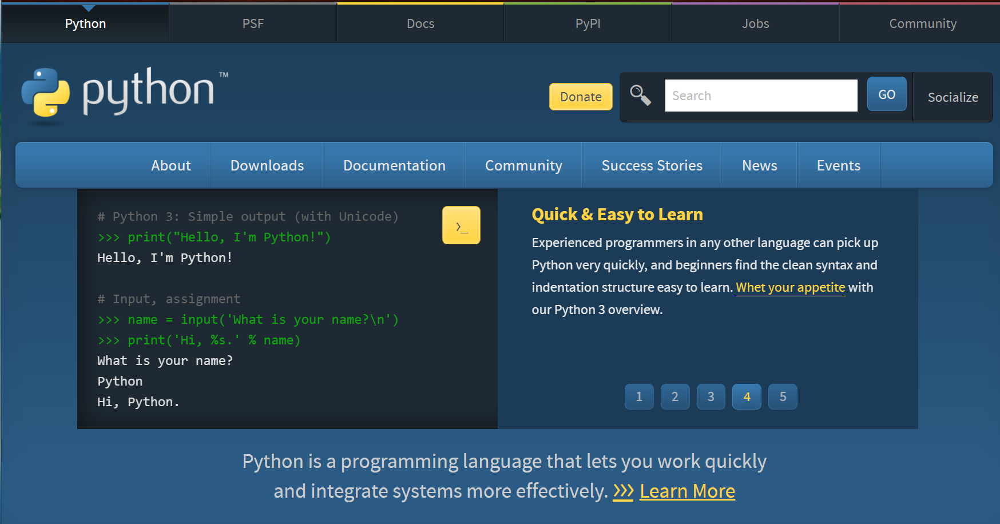 Python
PSF
Docs
PyPI
Jobs
Community
python™
Donate
Search
GO
Socialize
About
Downloads
Documentation
Community
Success Stories
News
Events
# Python 3: Simple output (with Unicode)
>>> print("Hello, I'm Python!")
Hello, I'm Python!
# Input, assignment
>>> name = input('What is your name?\n')
>>> print('Hi, %s.' % name)
What is your name?
Python
Hi, Python.
>_
Quick & Easy to Learn
Experienced programmers in any other language can pick up
Python very quickly, and beginners find the clean syntax and
indentation structure easy to learn. Whet your appetite with
our Python 3 overview.
1 2 3 4 5
Python is a programming language that lets you work quickly
and integrate systems more effectively. >>> Learn More